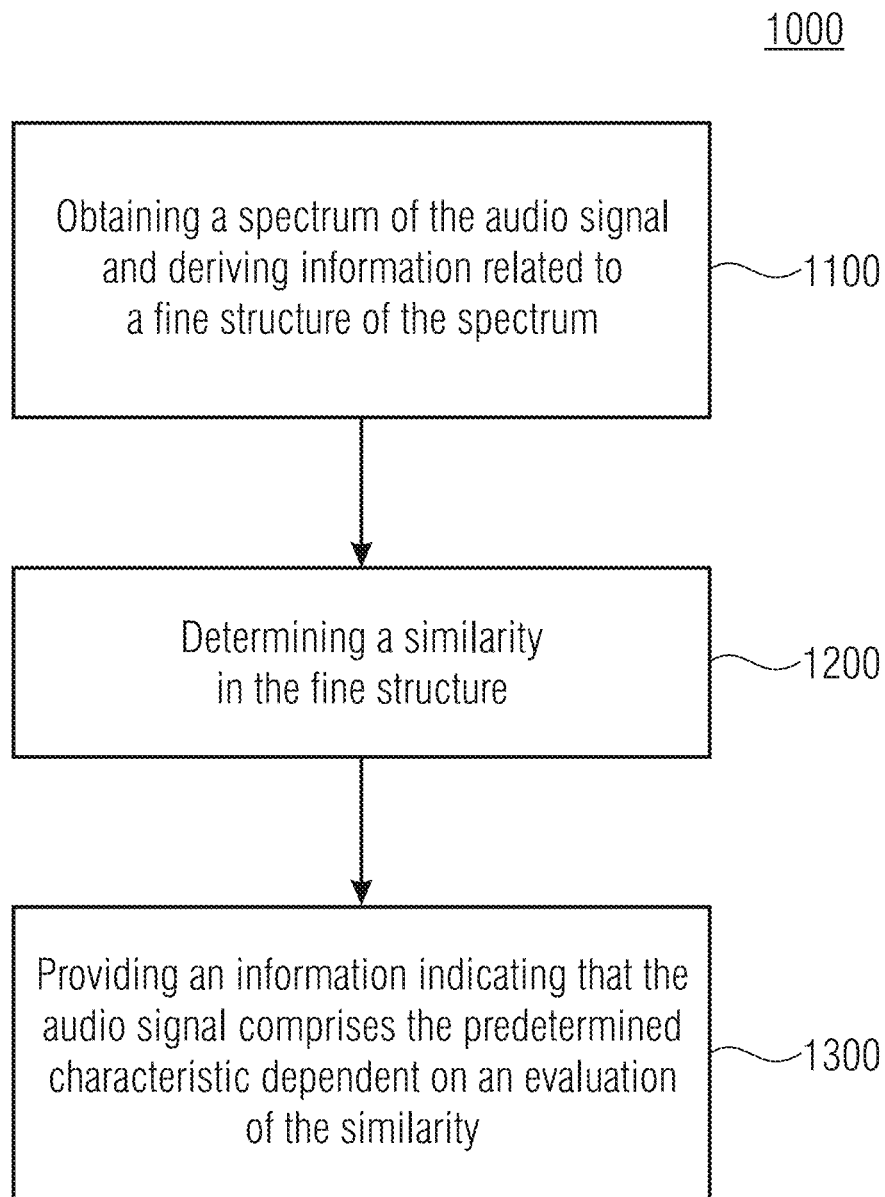 1000
Obtaining a spectrum of the audio signal
and deriving information related to
a fine structure of the spectrum
1100
Determining a similarity
in the fine structure
1200
Providing an information indicating that the
audio signal comprises the predetermined
characteristic dependent on an evaluation
of the similarity
1300